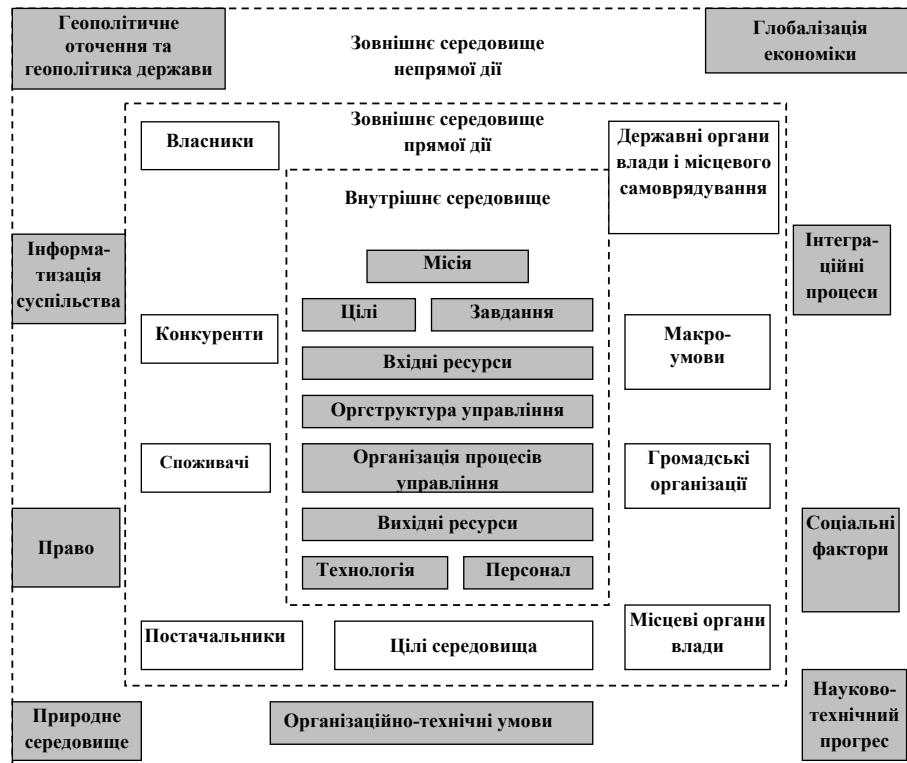 Геополітичне
оточення та
геополітика держави
Зовнішнє середовище
непрямої дії
Глобалізація
економіки
Зовнішнє середовище
прямої дії
Власники
Державні органи
влади і місцевого
самоврядування
Внутрішнє середовище
Інформа-
тизація
суспільства
Місія
Інтегра-
ційні
процеси
Цілі
Завдання
Конкуренти
Макро-
умови
Вхідні ресурси
Оргструктура управління
Споживачі
Організація процесів
управління
Громадські
організації
Право
Вихідні ресурси
Соціальні
фактори
Технологія
Персонал
Постачальники
Цілі середовища
Місцеві органи
влади
Природне
середовище
Організаційно-технічні умови
Науково-
технічний
прогрес